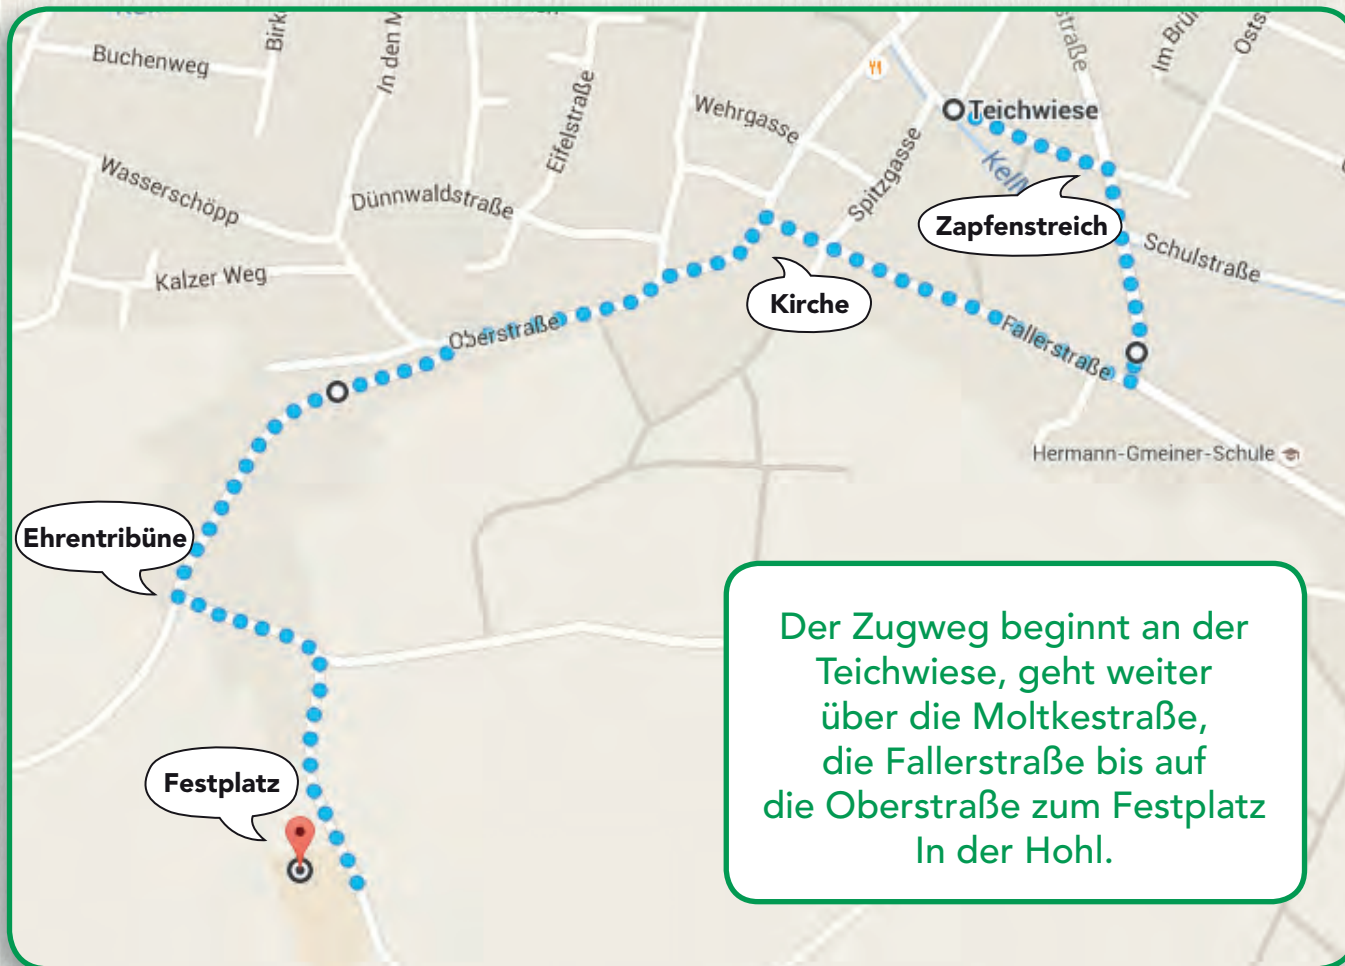 Buchenweg
Birk
In den M
Eifelstraße
Wehrgasse
Teichwiese
straße
Im Brü
Osts
Wasserschöpp
Dünnwaldstraße
Spitzgasse
Zapfenstreich
Schulstraße
Kalzer Weg
Kirche
Oberstraße
Fallerstraße
Hermann-Gmeiner-Schule
Ehrentribüne
Festplatz
Der Zugweg beginnt an der
Teichwiese, geht weiter
über die Moltkestraße,
die Fallerstraße bis auf
die Oberstraße zum Festplatz
In der Hohl.